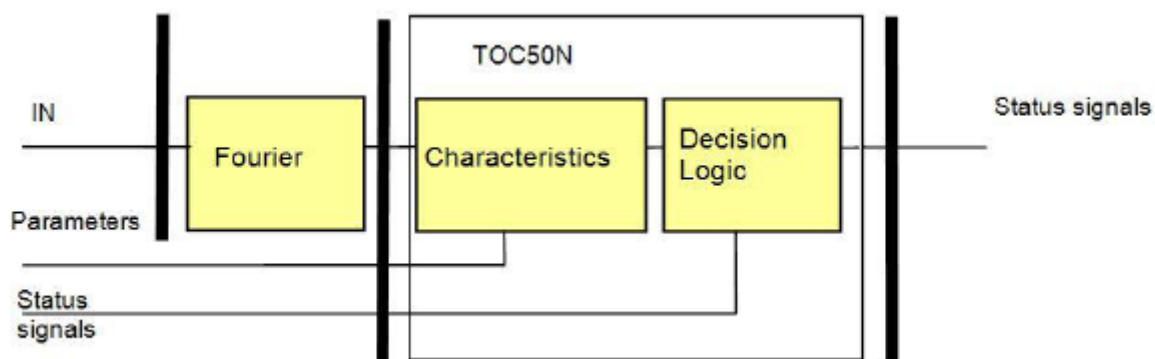 TOC50N
IN
Fourier
Characteristics
Decision
Logic
Status signals
Parameters
Status
signals